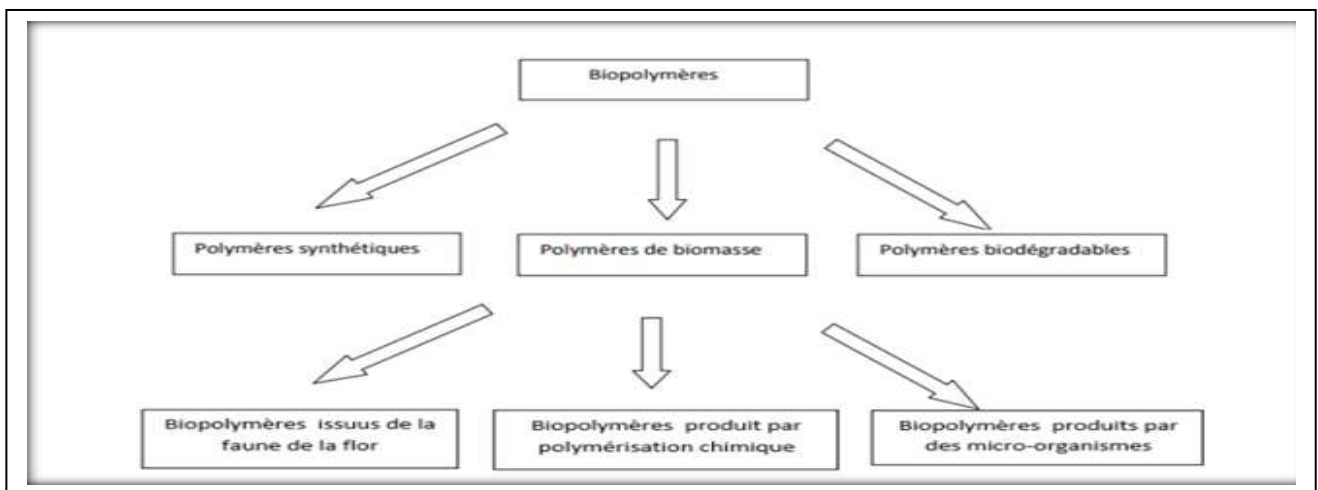 Biopolymères
Polymères synthétiques
Polymères de biomasse
Polymères biodégradables
Biopolymères issuus de la
faune de la flor
Biopolymères produit par
polymérisation chimique
Biopolymères produits par
des micro-organismes